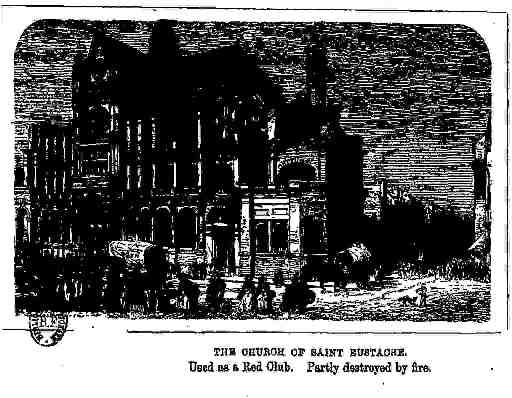 THE CHURCH OF SAINT EUSTACHE.
Used as a Red Club. Partly destroyed by fire.